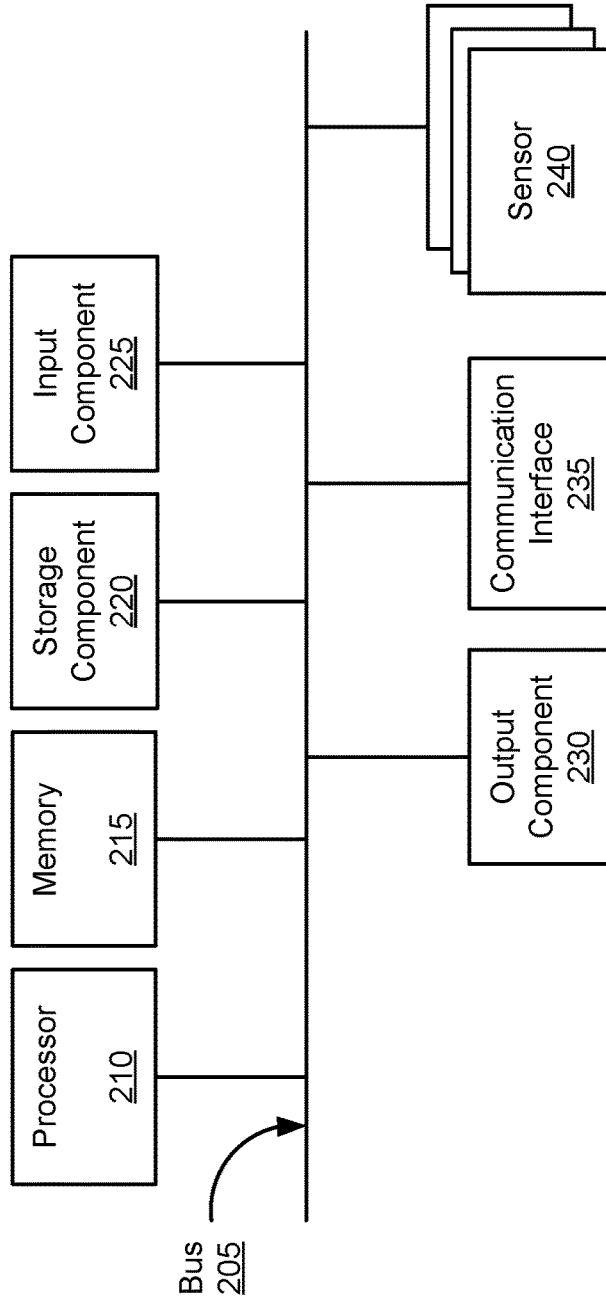 Processor
210
Memory
215
Storage
Component
220
Input
Component
225
Bus
205
Output
Component
230
Communication
Interface
235
Sensor
240